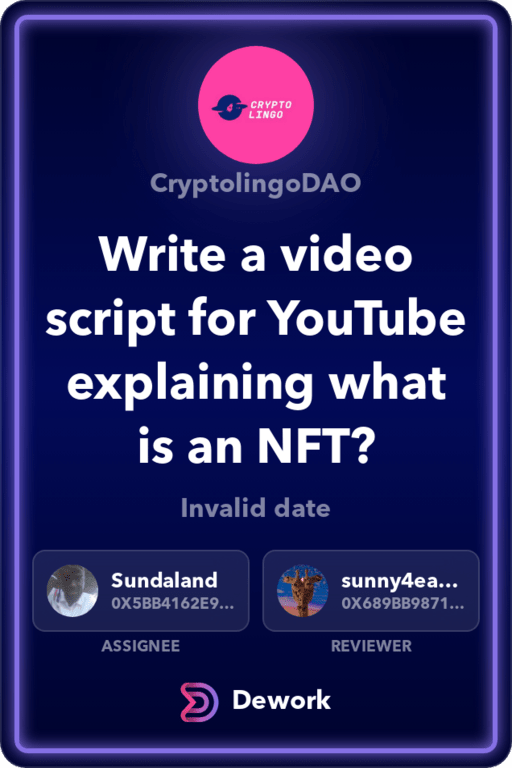 CRYPTO
LINGO
CryptolingoDAO
Write a video
script for YouTube
explaining what
is an NFT?
Invalid date
Sundaland
0X5BB4162E9...
ASSIGNEE
sunny4ea...
0X689BB9871...
REVIEWER
Dework